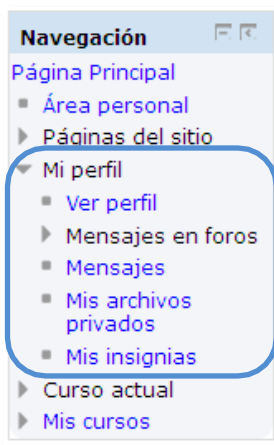 Navegación
Página Principal
Área personal
Páginas del sitio
Mi perfil
Ver perfil
Mensajes en foros
Mensajes
Mis archivos
privados
Mis insignias
Curso actual
Mis cursos